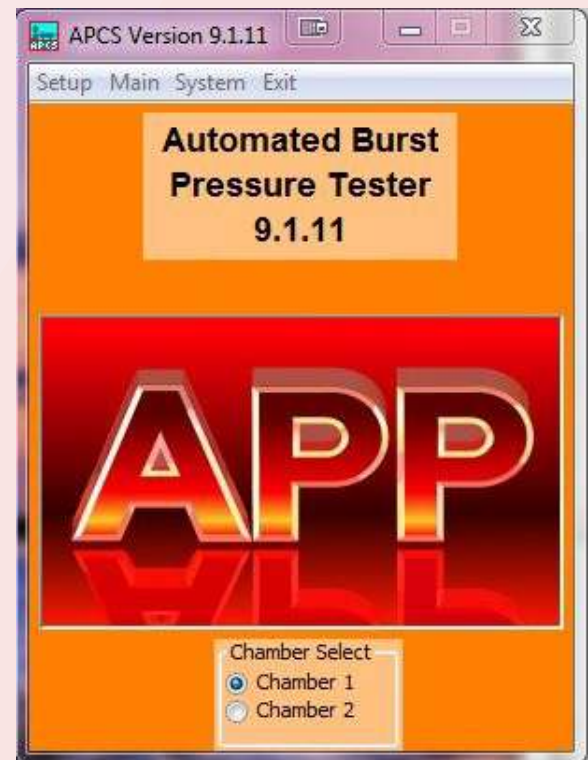 APCS Version 9.1.11
Setup Main System Exit
Automated Burst
Pressure Tester
9.1.11
APP
Chamber Select
Chamber 1
Chamber 2